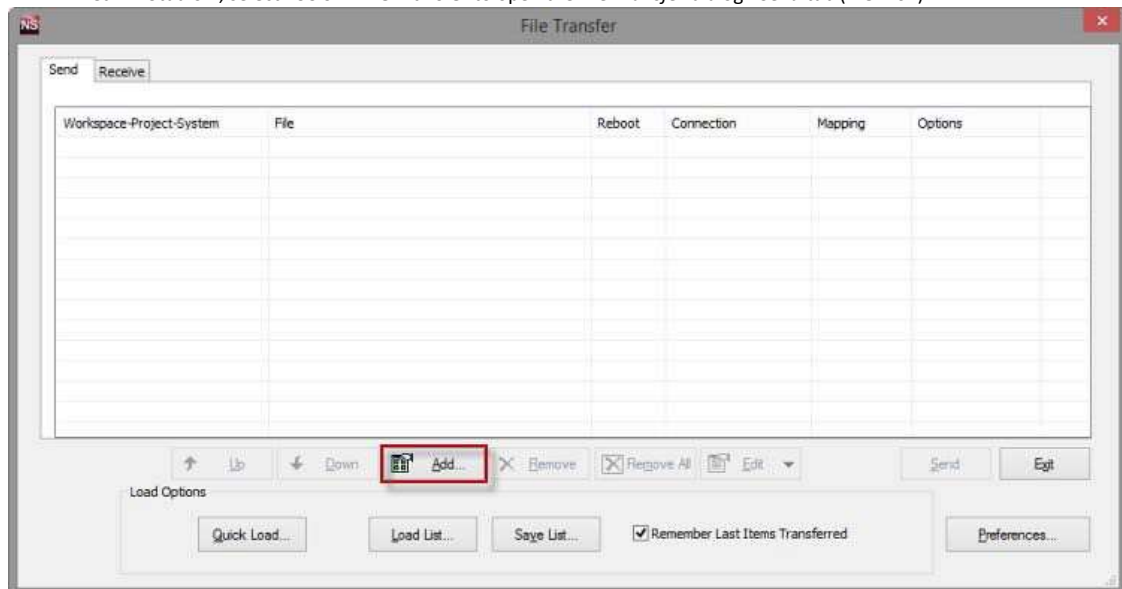 NS File Transfer
Send Receive
Workspace-Project-System File Reboot Connection Mapping Options
Up Down Add... Remove Remove All Edit Send Exit
Load Options
Quick Load... Load List... Save List... Remember Last Items Transferred Preferences...